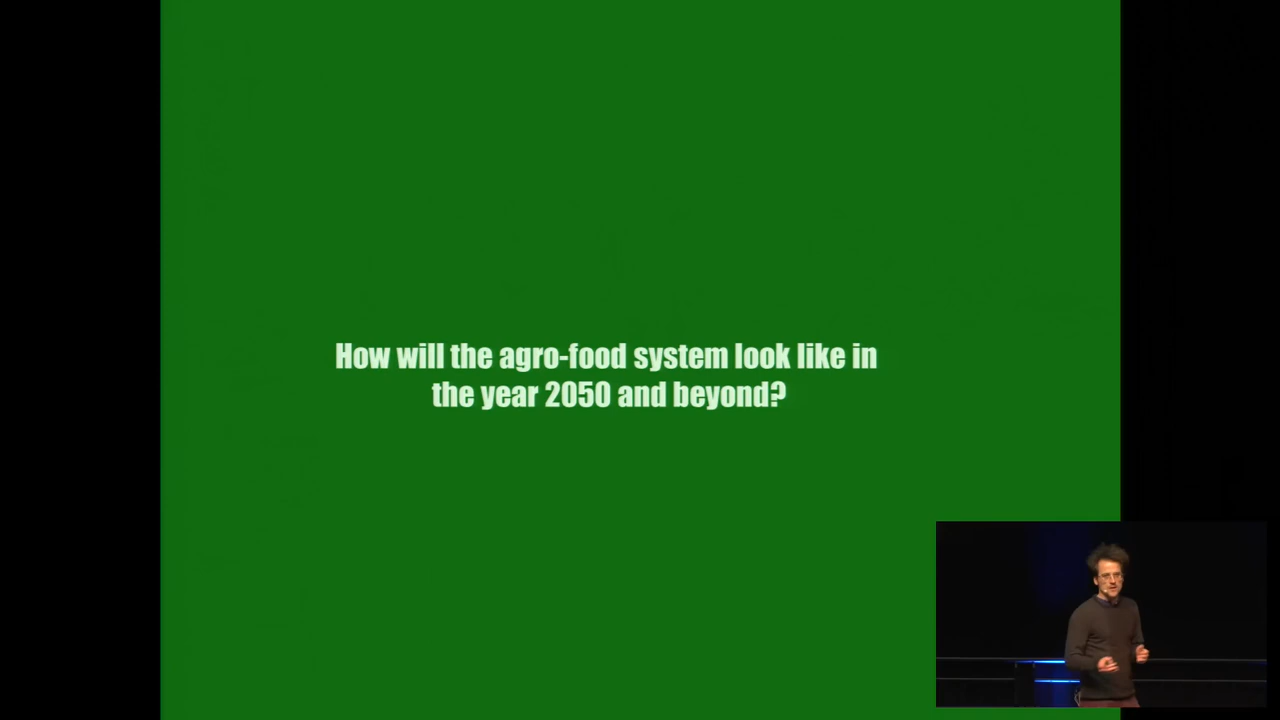 How will the agro-food system look like in
the year 2050 and beyond?